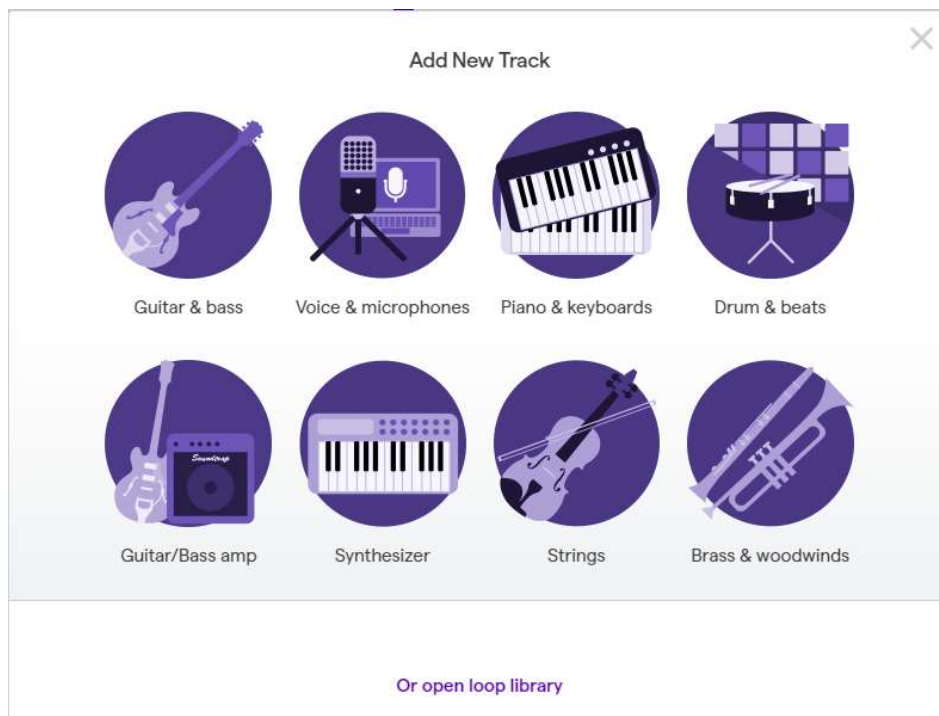 Add New Track
Guitar & bass
Voice & microphones
Piano & keyboards
Drum & beats
Soundtrap
Guitar/Bass amp
Synthesizer
Strings
Brass & woodwinds
Or open loop library